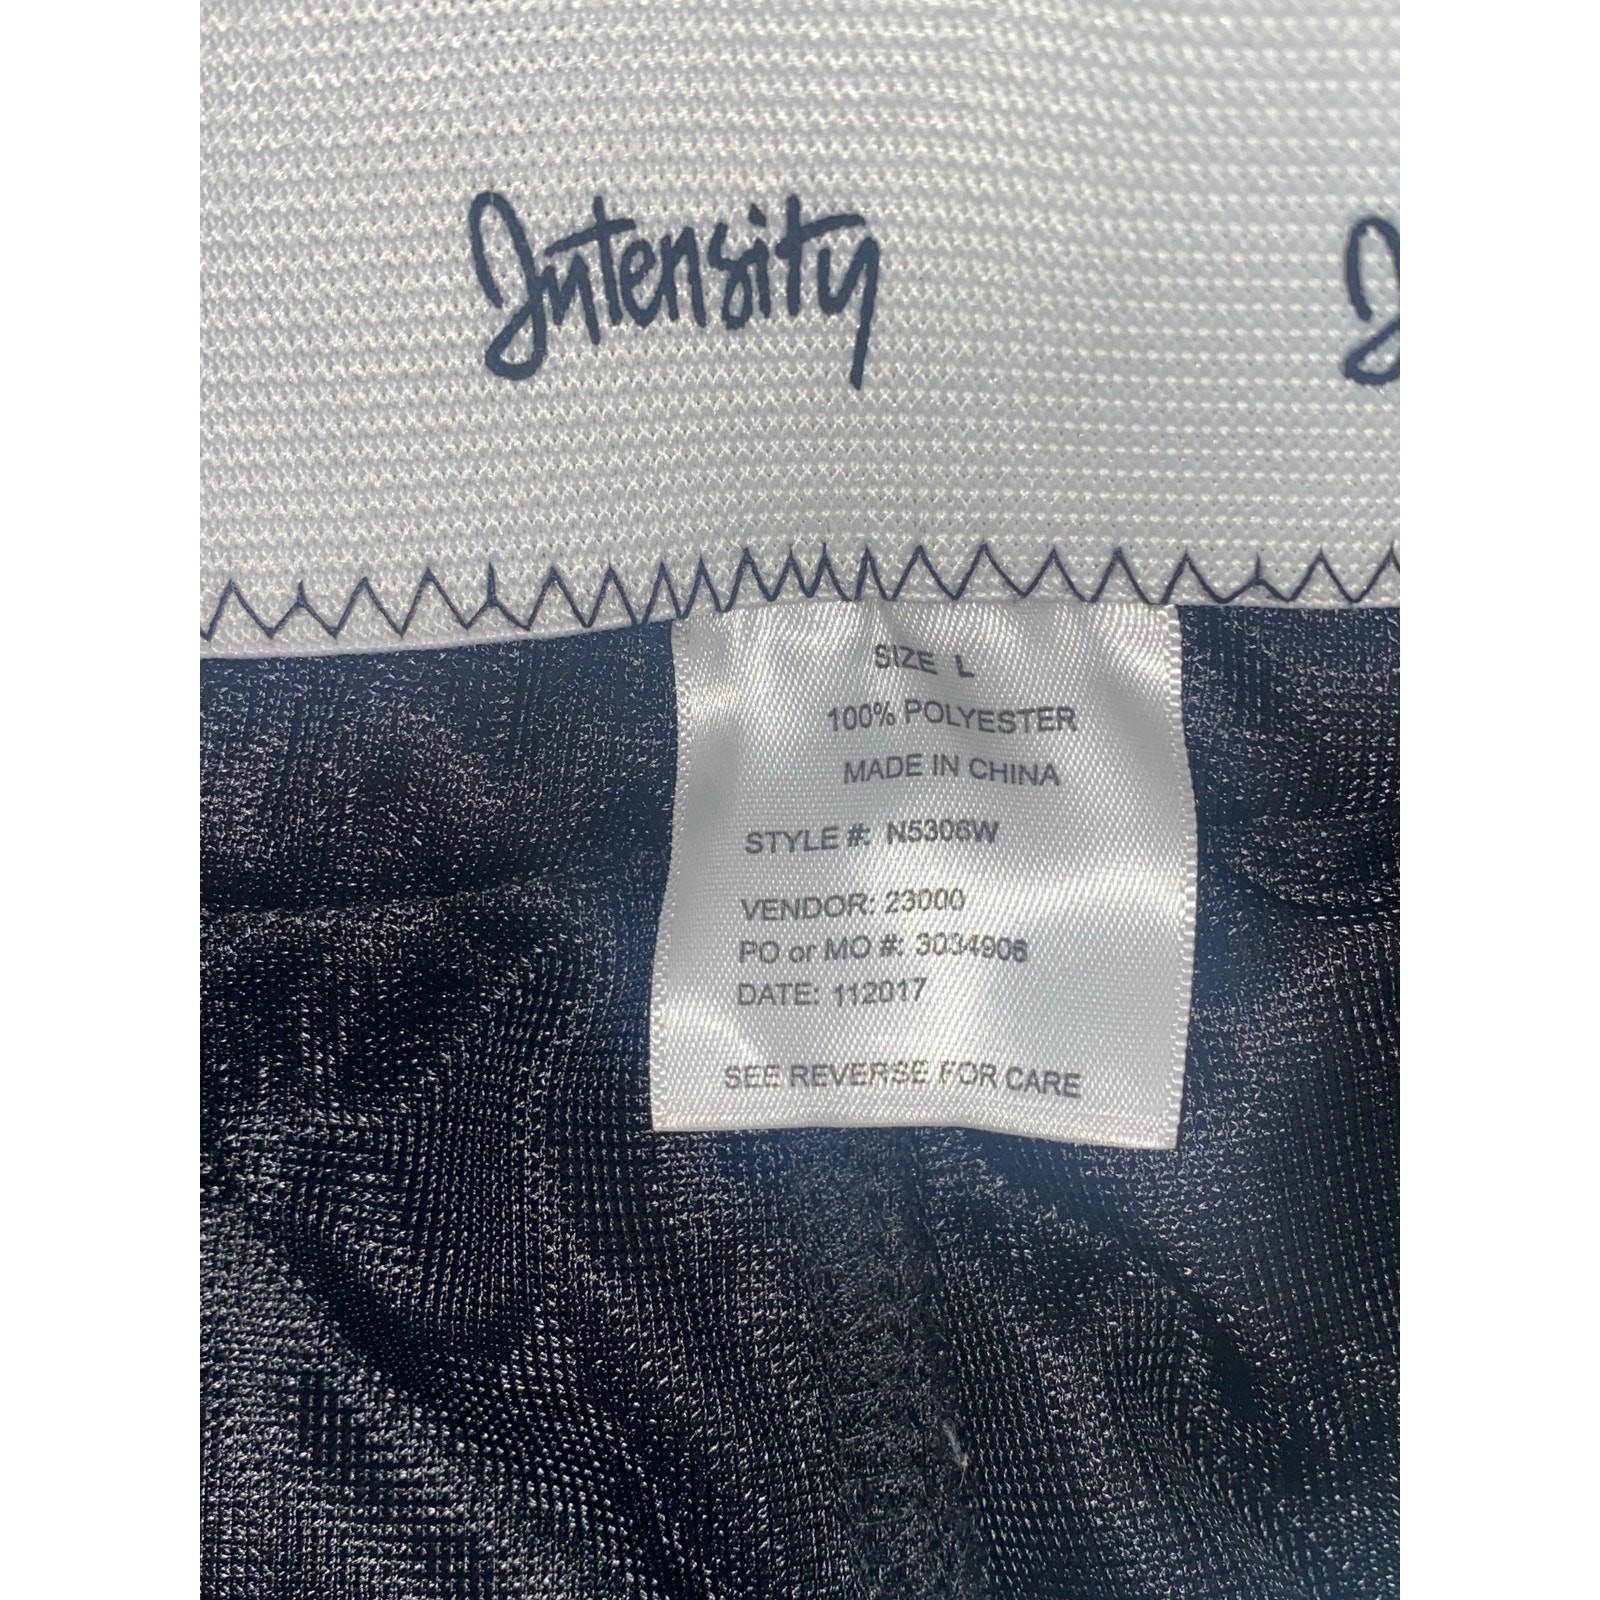 Intensity
SIZE L
100% POLYESTER
MADE IN CHINA
STYLE #: N5306W
VENDOR: 23000
PO or MO #: 3034906
DATE: 112017
SEE REVERSE FOR CARE